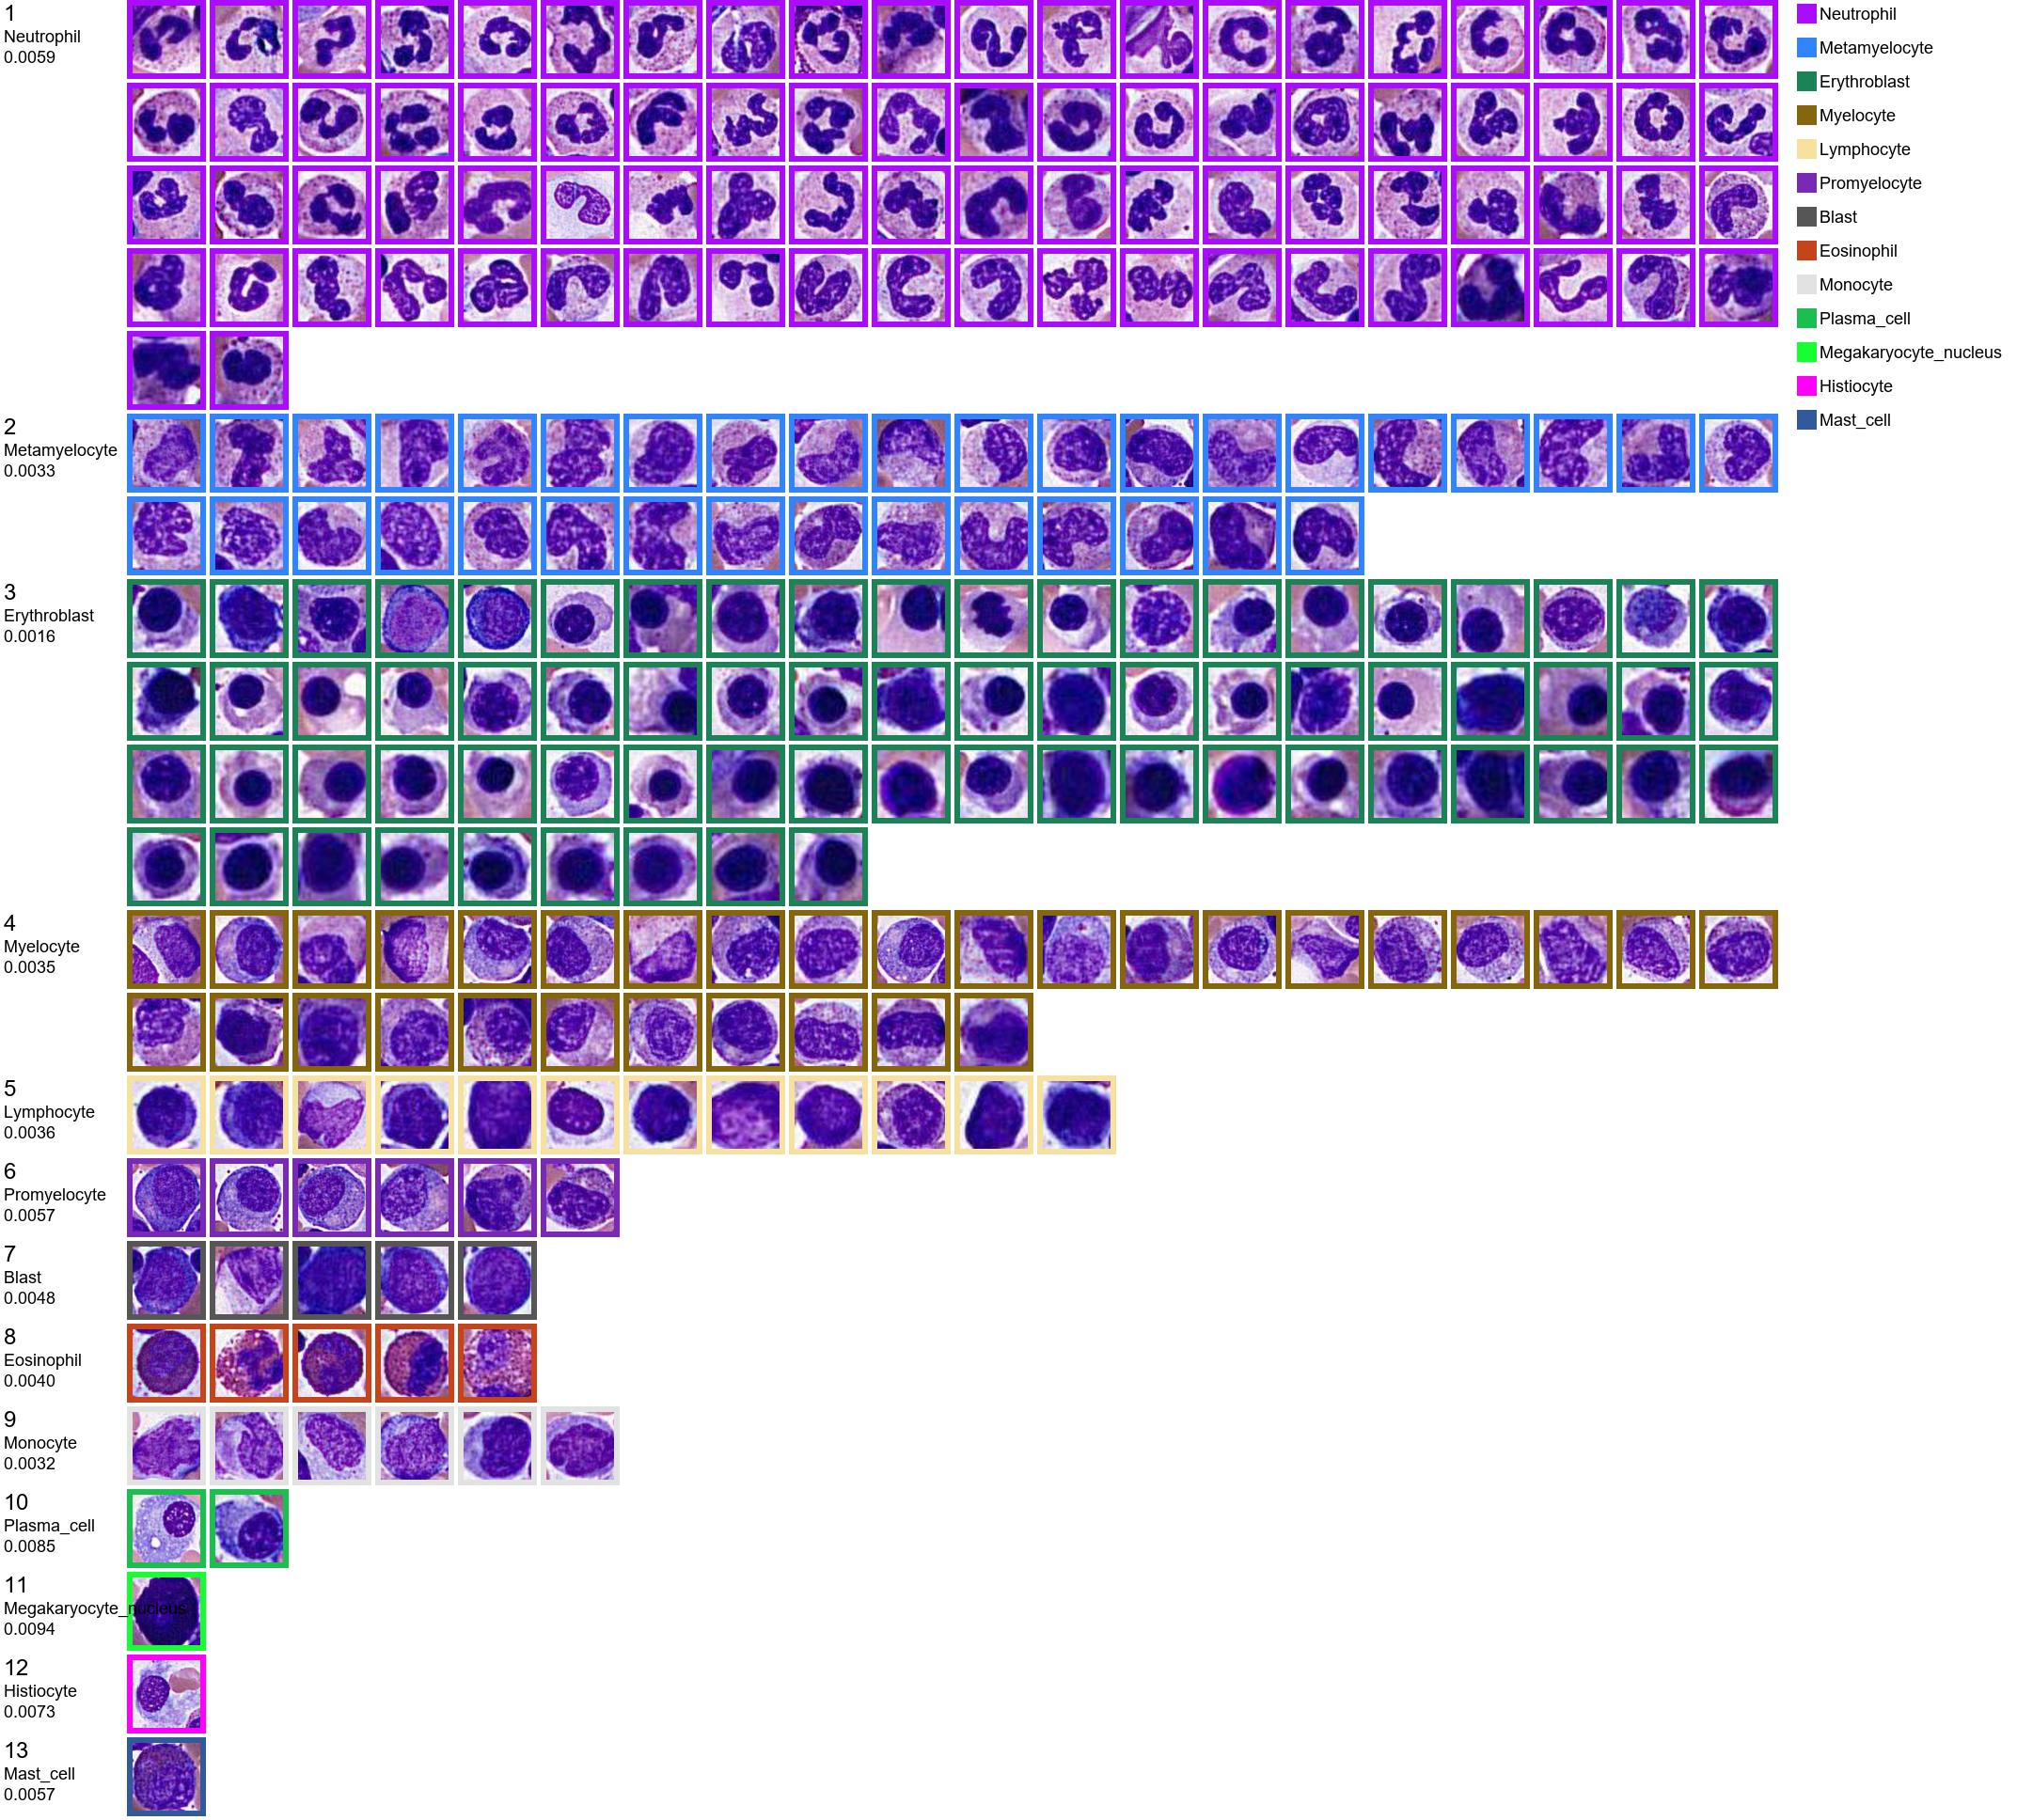 1
Neutrophil
0.0059
2
Metamyelocyte
0.0033
3
Erythroblast
0.0016
4
Myelocyte
0.0035
5
Lymphocyte
0.0036
6
Promyelocyte
0.0057
7
Blast
0.0048
8
Eosinophil
0.0040
9
Monocyte
0.0032
10
Plasma_cell
0.0085
11
Megakaryocyte_nucleus
0.0094
12
Histiocyte
0.0073
13
Mast_cell
0.0057
Neutrophil
Metamyelocyte
Erythroblast
Myelocyte
Lymphocyte
Promyelocyte
Blast
Eosinophil
Monocyte
Plasma_cell
Megakaryocyte_nucleus
Histiocyte
Mast_cell